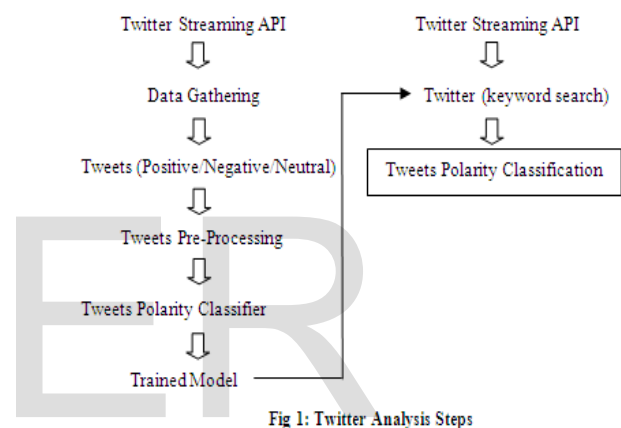 Twitter Streaming API
Data Gathering
Tweets (Positive/Negative/Neutral)
Tweets Pre-Processing
Tweets Polarity Classifier
Trained Model
Twitter Streaming API
Twitter (keyword search)
Tweets Polarity Classification
ER
Fig 1: Twitter Analysis Steps